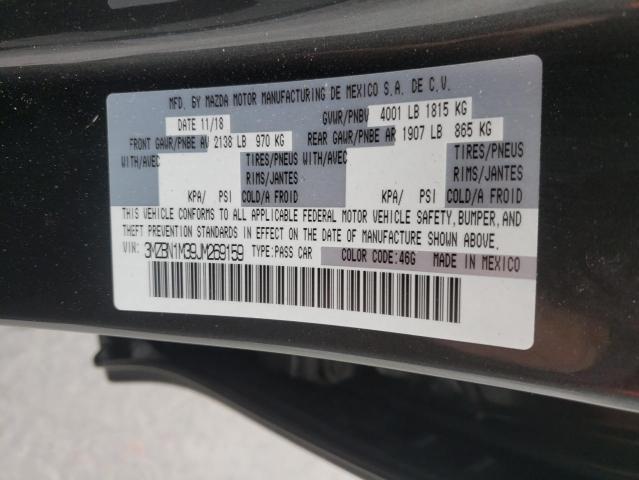 MFD. BY MAZDA MOTOR MANUFACTURING DE MEXICO S.A. DE C.V.
DATE 11/18 GVWR/PNBV 4001 LB 1815 KG
FRONT GAWR/PNBE AV 2138 LB 970 KG REAR GAWR/PNBE AR 1907 LB 865 KG
WITH/AVEC TIRES/PNEUS WITH/AVEC TIRES/PNEUS
RIMS/JANTES RIMS/JANTES
KPA/ PSI COLD/A FROID KPA/ PSI COLD/A FROID
THIS VEHICLE CONFORMS TO ALL APPLICABLE FEDERAL MOTOR VEHICLE SAFETY, BUMPER, AND
THEFT PREVENTION STANDARDS IN EFFECT ON THE DATE OF MANUFACTURE SHOWN ABOVE.
VIN: 3MZBN1M39JM269159 TYPE:PASS CAR COLOR CODE:46G MADE IN MEXICO